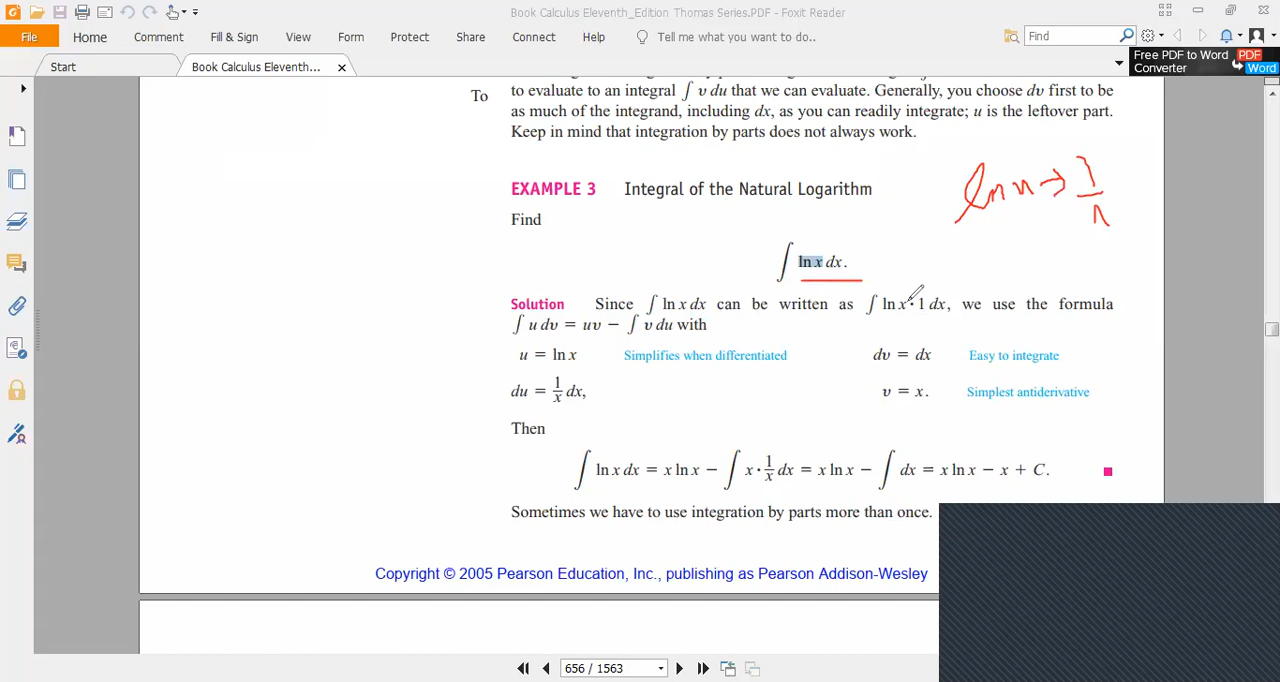 Book Calculus Eleventh_Edition Thomas Series.PDF - Foxit Reader
File Home Comment Fill & Sign View Form Protect Share Connect Help Tell me what you want to do.. Find
Start Book Calculus Eleventh_Edition Thomas... x
Free PDF to Word Converter PDF Word
To
to evaluate to an integral ∫ v du that we can evaluate. Generally, you choose dv first to be
as much of the integrand, including dx, as you can readily integrate; u is the leftover part.
Keep in mind that integration by parts does not always work.
EXAMPLE 3 Integral of the Natural Logarithm
ln x → 1/x
Find
∫ ln x dx.
Solution Since ∫ ln x dx can be written as ∫ ln x · 1 dx, we use the formula
∫ u dv = uv − ∫ v du with
u = ln x Simplifies when differentiated dv = dx Easy to integrate
du = 1/x dx, v = x. Simplest antiderivative
Then
∫ ln x dx = x ln x − ∫ x · 1/x dx = x ln x − ∫ dx = x ln x − x + C.
Sometimes we have to use integration by parts more than once.
Copyright © 2005 Pearson Education, Inc., publishing as Pearson Addison-Wesley
656 / 1563